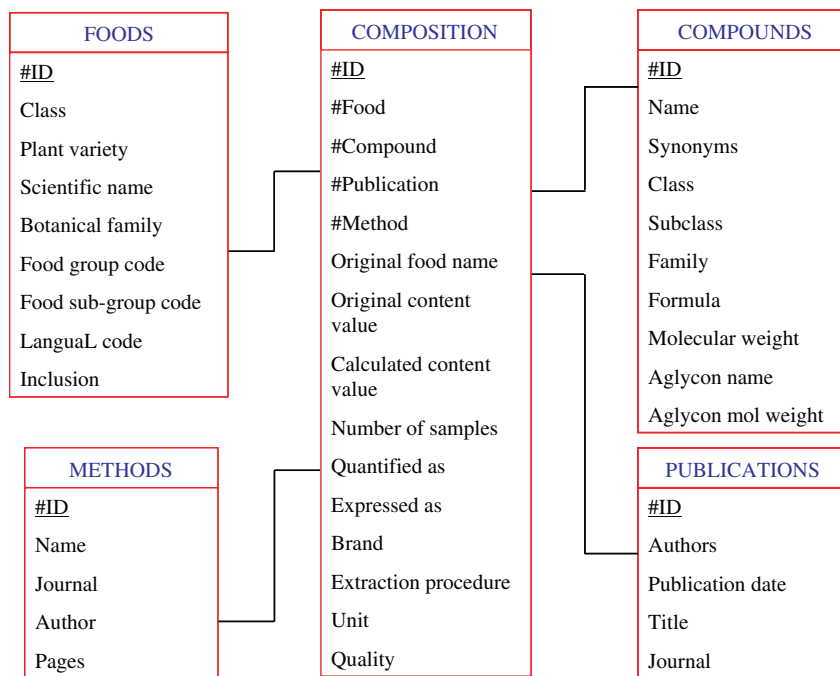 FOODS
#ID
Class
Plant variety
Scientific name
Botanical family
Food group code
Food sub-group code
LanguaL code
Inclusion
METHODS
#ID
Name
Journal
Author
Pages
COMPOSITION
#ID
#Food
#Compound
#Publication
#Method
Original food name
Original content
value
Calculated content
value
Number of samples
Quantified as
Expressed as
Brand
Extraction procedure
Unit
Quality
COMPOUNDS
#ID
Name
Synonyms
Class
Subclass
Family
Formula
Molecular weight
Aglycon name
Aglycon mol weight
PUBLICATIONS
#ID
Authors
Publication date
Title
Journal